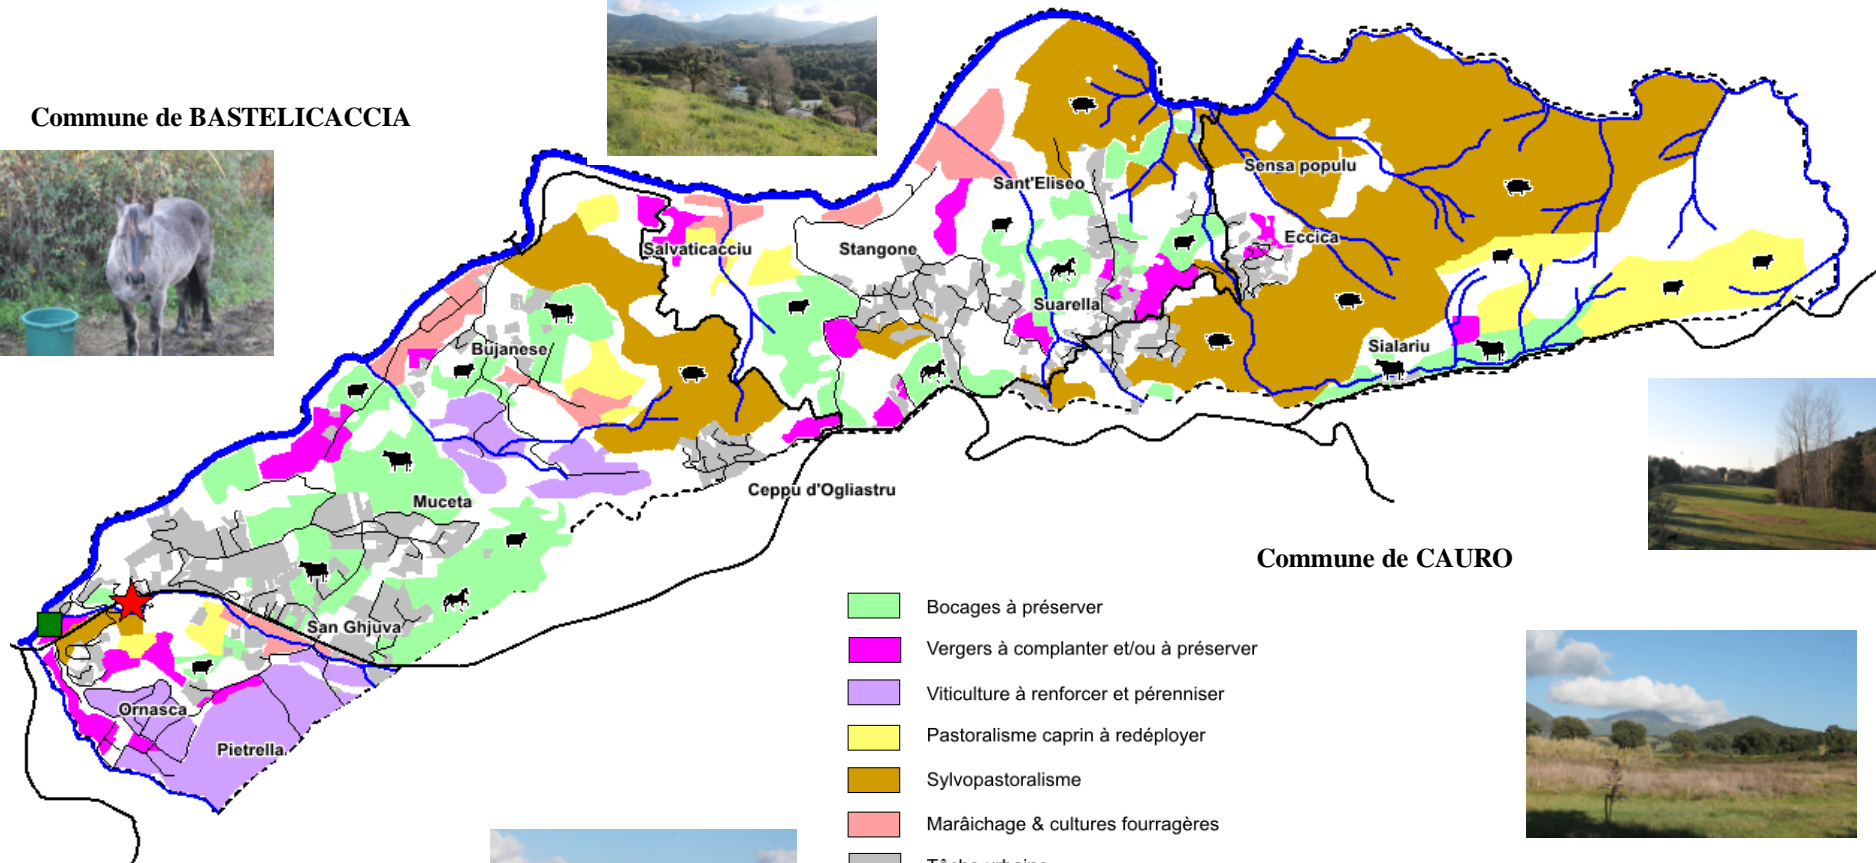 Commune de BASTELICACCIA
Sensa populu
Sant'Eliseo
Eccica
Salvaticacciu
Stangone
Suarella
Bujanese
Sialariu
Ceppu d'Ogliastru
Muceta
Commune de CAURO
San Ghjuva
Ornasca
Pietrella
Bocages à préserver
Vergers à complanter et/ou à préserver
Viticulture à renforcer et pérenniser
Pastoralisme caprin à redéployer
Sylvopastoralisme
Marâichage & cultures fourragères